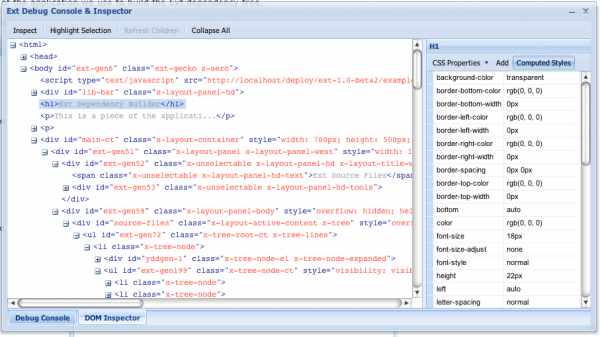 Ext Debug Console & Inspector
Inspect Highlight Selection Refresh Children Collapse All
<html>
<head>
<body id="ext-gen6" class="ext-gecko x-aero">
<script type="text/javascript" src="http://localhost/deploy/ext-1.0-beta2/example
<div id="lib-bar" class="x-layout-panel-hd">
<h1>Ext Dependency Builder</h1>
<p>This is a piece of the applicati...</p>
<p>
<div id="main-ct" class="x-layout-container" style="width: 700px; height: 500px;
<div id="ext-gen51" class="x-layout-panel x-layout-panel-west" style="width: 1
<div id="ext-gen52" class="x-unselectable x-layout-panel-hd x-layout-title-w
<span class="x-unselectable x-layout-panel-hd-text">Ext Source Files</span
<div id="ext-gen53" class="x-unselectable x-layout-panel-hd-tools">
</div>
<div id="ext-gen58" class="x-layout-panel-body" style="overflow: hidden; hei
<div id="source-files" class="x-layout-active-content x-tree" style="overf
<ul id="ext-gen72" class="x-tree-root-ct x-tree-lines">
<li class="x-tree-node">
<div id="yddgen-1" class="x-tree-node-el x-tree-node-expanded">
<ul id="ext-gen199" class="x-tree-node-ct" style="visibility: visib
<li class="x-tree-node">
<li class="x-tree-node">
H1
CSS Properties Add Computed Styles
background-color transparent
border-bottom-color rgb(0, 0, 0)
border-bottom-width 0px
border-left-color rgb(0, 0, 0)
border-left-width 0px
border-right-color rgb(0, 0, 0)
border-right-width 0px
border-spacing 0px 0px
border-top-color rgb(0, 0, 0)
border-top-width 0px
bottom auto
color rgb(0, 0, 0)
font-size 18px
font-size-adjust none
font-style normal
height 22px
left auto
letter-spacing normal
Debug Console DOM Inspector